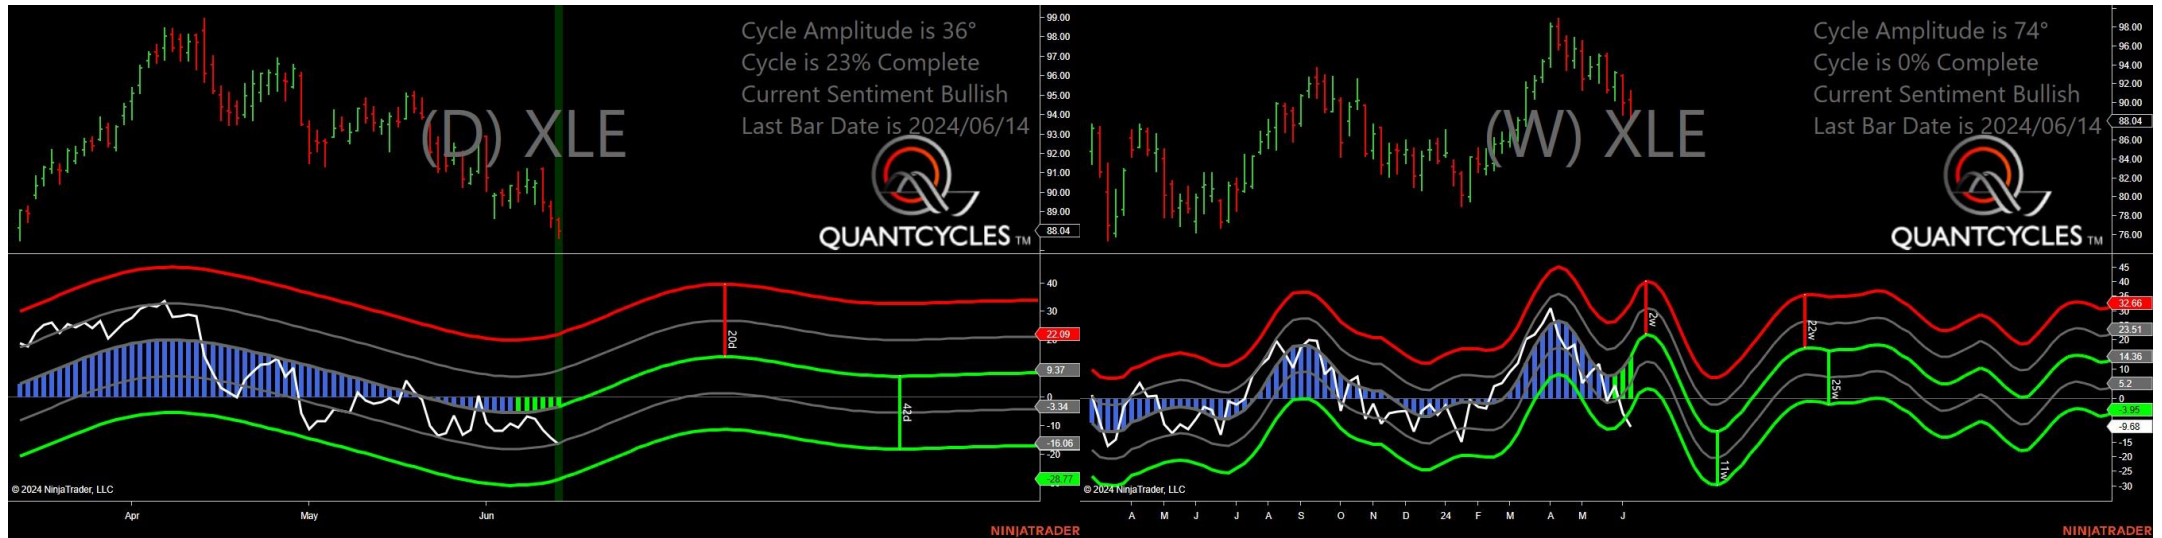 Cycle Amplitude is 36°
Cycle is 23% Complete
Current Sentiment Bullish
Last Bar Date is 2024/06/14
(D) XLE
QUANTCYCLES TM
99.00
98.00
97.00
96.00
95.00
94.00
93.00
92.00
91.00
90.00
89.00
88.04
40
30
22.09
20
9.37
0
-3.34
-10
-16.06
-20
-28.77
20d
42d
© 2024 NinjaTrader, LLC
Apr May Jun
NINJATRADER
Cycle Amplitude is 74°
Cycle is 0% Complete
Current Sentiment Bullish
Last Bar Date is 2024/06/14
(W) XLE
QUANTCYCLES TM
98.00
96.00
94.00
92.00
90.00
88.04
86.00
84.00
82.00
80.00
78.00
76.00
45
40
32.66
30
23.51
20
14.36
10
5.2
0
-3.95
-9.68
-15
-20
-25
-30
2w
11w
22w
25w
© 2024 NinjaTrader, LLC
A M J J A S O N D 24 F M A M J
NINJATRADER